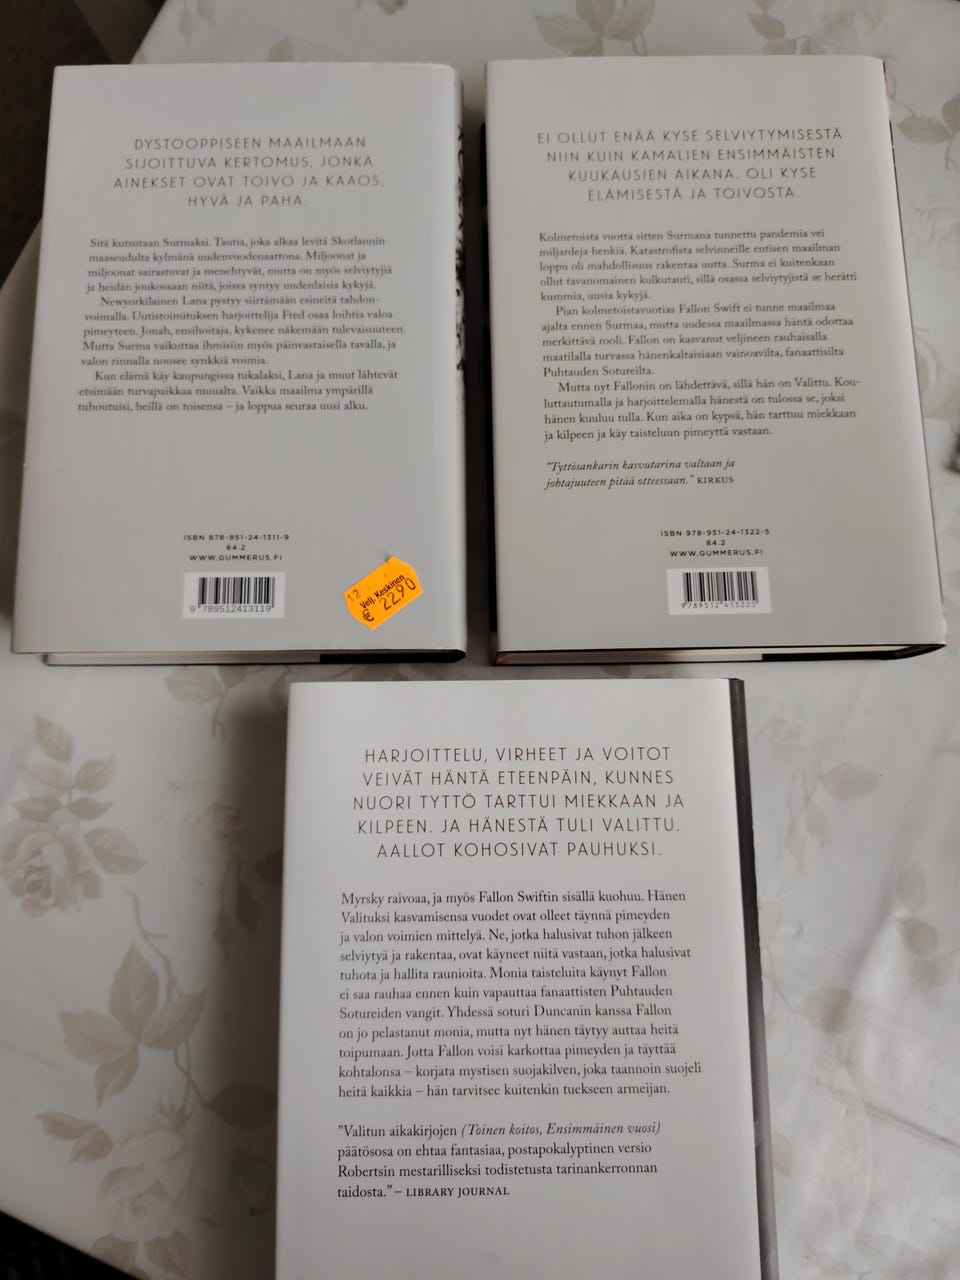 DYSTOOPPISEEN MAAILMAAN
SIJOITTUVA KERTOMUS, JONKA
AINEKSET OVAT TOIVO JA KAAOS,
HYVÄ JA PAHA.
Sitä kutsutaan Surmaksi. Tautia, joka alkaa levitä Skotlannin
maaseudulta kylmänä uudenvuodenaattona. Miljoonat ja
miljoonat sairastuvat ja menehtyvät, mutta on myös selviytyjiä
ja heidän joukossaan niitä, joissa syntyy uudenlaisia kykyjä.
Newyorkilainen Lana pystyy siirtämään esineitä tahdon-
voimalla. Uutistoimituksen harjoittelija Fred osaa loihtia valoa
pimeyteen. Jonah, ensihoitaja, kykenee näkemään tulevaisuuteen.
Mutta Surma vaikuttaa ihmisiin myös päinvastaisella tavalla, ja
valon rinnalla nousee synkkiä voimia.
Kun elämä käy kaupungissa tukalaksi, Lana ja muut lähtevät
etsimään turvapaikkaa muualta. Vaikka maailma ympärillä
tuhoutuisi, heillä on toisensa – ja loppua seuraa uusi alku.
ISBN 978-951-24-1311-9
84.2
WWW.GUMMERUS.FI
9 789512 413119
12
Velj. Keskinen
€ 22,90
EI OLLUT ENÄÄ KYSE SELVIYTYMISESTÄ
NIIN KUIN KAMALIEN ENSIMMÄISTEN
KUUKAUSIEN AIKANA. OLI KYSE
ELÄMISESTÄ JA TOIVOSTA.
Kolmetoista vuotta sitten Surmana tunnettu pandemia vei
miljardeja henkiä. Katastrofista selvinneille entisen maailman
loppu oli mahdollisuus rakentaa uutta. Surma ei kuitenkaan
ollut tavanomainen kulkutauti, sillä osassa selviytyjistä se herätti
kummia, uusia kykyjä.
Pian kolmetoistavuotias Fallon Swift ei tunne maailmaa
ajalta ennen Surmaa, mutta uudessa maailmassa häntä odottaa
merkittävä rooli. Fallon on kasvanut veljineen rauhaisalla
maatilalla turvassa hänenkaltaisiaan vainoavilta, fanaattisilta
Puhtauden Sotureilta.
Mutta nyt Fallonin on lähdettävä, sillä hän on Valittu. Kou-
luttautumalla ja harjoittelemalla hänestä on tulossa se, joksi
hänen kuuluu tulla. Kun aika on kypsä, hän tarttuu miekkaan
ja kilpeen ja käy taisteluun pimeyttä vastaan.
"Tyttösankarin kasvutarina valtaan ja
johtajuuteen pitää otteessaan." KIRKUS
ISBN 978-951-24-1322-5
84.2
WWW.GUMMERUS.FI
9 789512 413225
HARJOITTELU, VIRHEET JA VOITOT
VEIVÄT HÄNTÄ ETEENPÄIN, KUNNES
NUORI TYTTÖ TARTTUI MIEKKAAN JA
KILPEEN. JA HÄNESTÄ TULI VALITTU.
AALLOT KOHOSIVAT PAUHUKSI.
Myrsky raivoaa, ja myös Fallon Swiftin sisällä kuohuu. Hänen
Valituksi kasvamisensa vuodet ovat olleet täynnä pimeyden
ja valon voimien mittelyä. Ne, jotka halusivat tuhon jälkeen
selviytyä ja rakentaa, ovat käyneet niitä vastaan, jotka halusivat
tuhota ja hallita raunioita. Monia taisteluita käynyt Fallon
ei saa rauhaa ennen kuin vapauttaa fanaattisten Puhtauden
Sotureiden vangit. Yhdessä soturi Duncanin kanssa Fallon
on jo pelastanut monia, mutta nyt hänen täytyy auttaa heitä
toipumaan. Jotta Fallon voisi karkottaa pimeyden ja täyttää
kohtalonsa – korjata mystisen suojakilven, joka taannoin suojeli
heitä kaikkia – hän tarvitsee kuitenkin tuekseen armeijan.
"Valitun aikakirjojen (Toinen koitos, Ensimmäinen vuosi)
päätösosa on ehtaa fantasiaa, postapokalyptinen versio
Robertsin mestarilliseksi todistetusta tarinankerronnan
taidosta." – LIBRARY JOURNAL